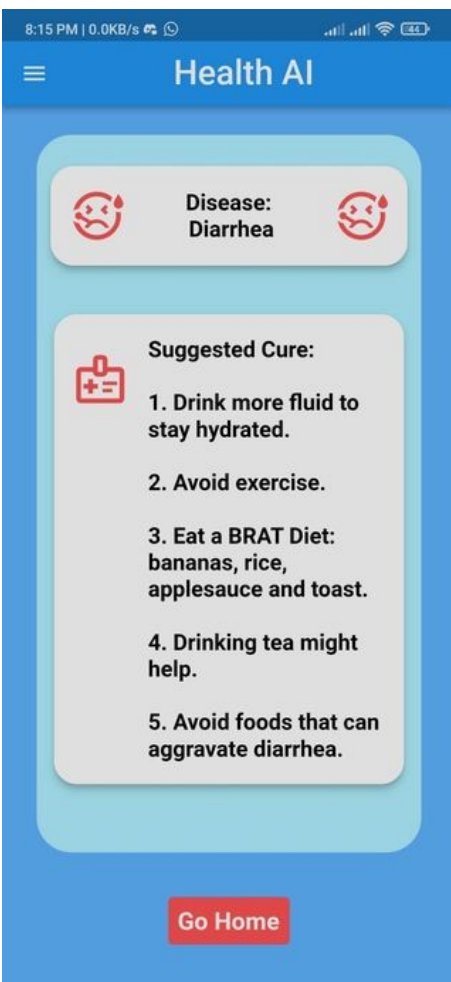 8:15 PM | 0.0KB/s
44
Health AI
Disease:
Diarrhea
Suggested Cure:
1. Drink more fluid to
stay hydrated.
2. Avoid exercise.
3. Eat a BRAT Diet:
bananas, rice,
applesauce and toast.
4. Drinking tea might
help.
5. Avoid foods that can
aggravate diarrhea.
Go Home